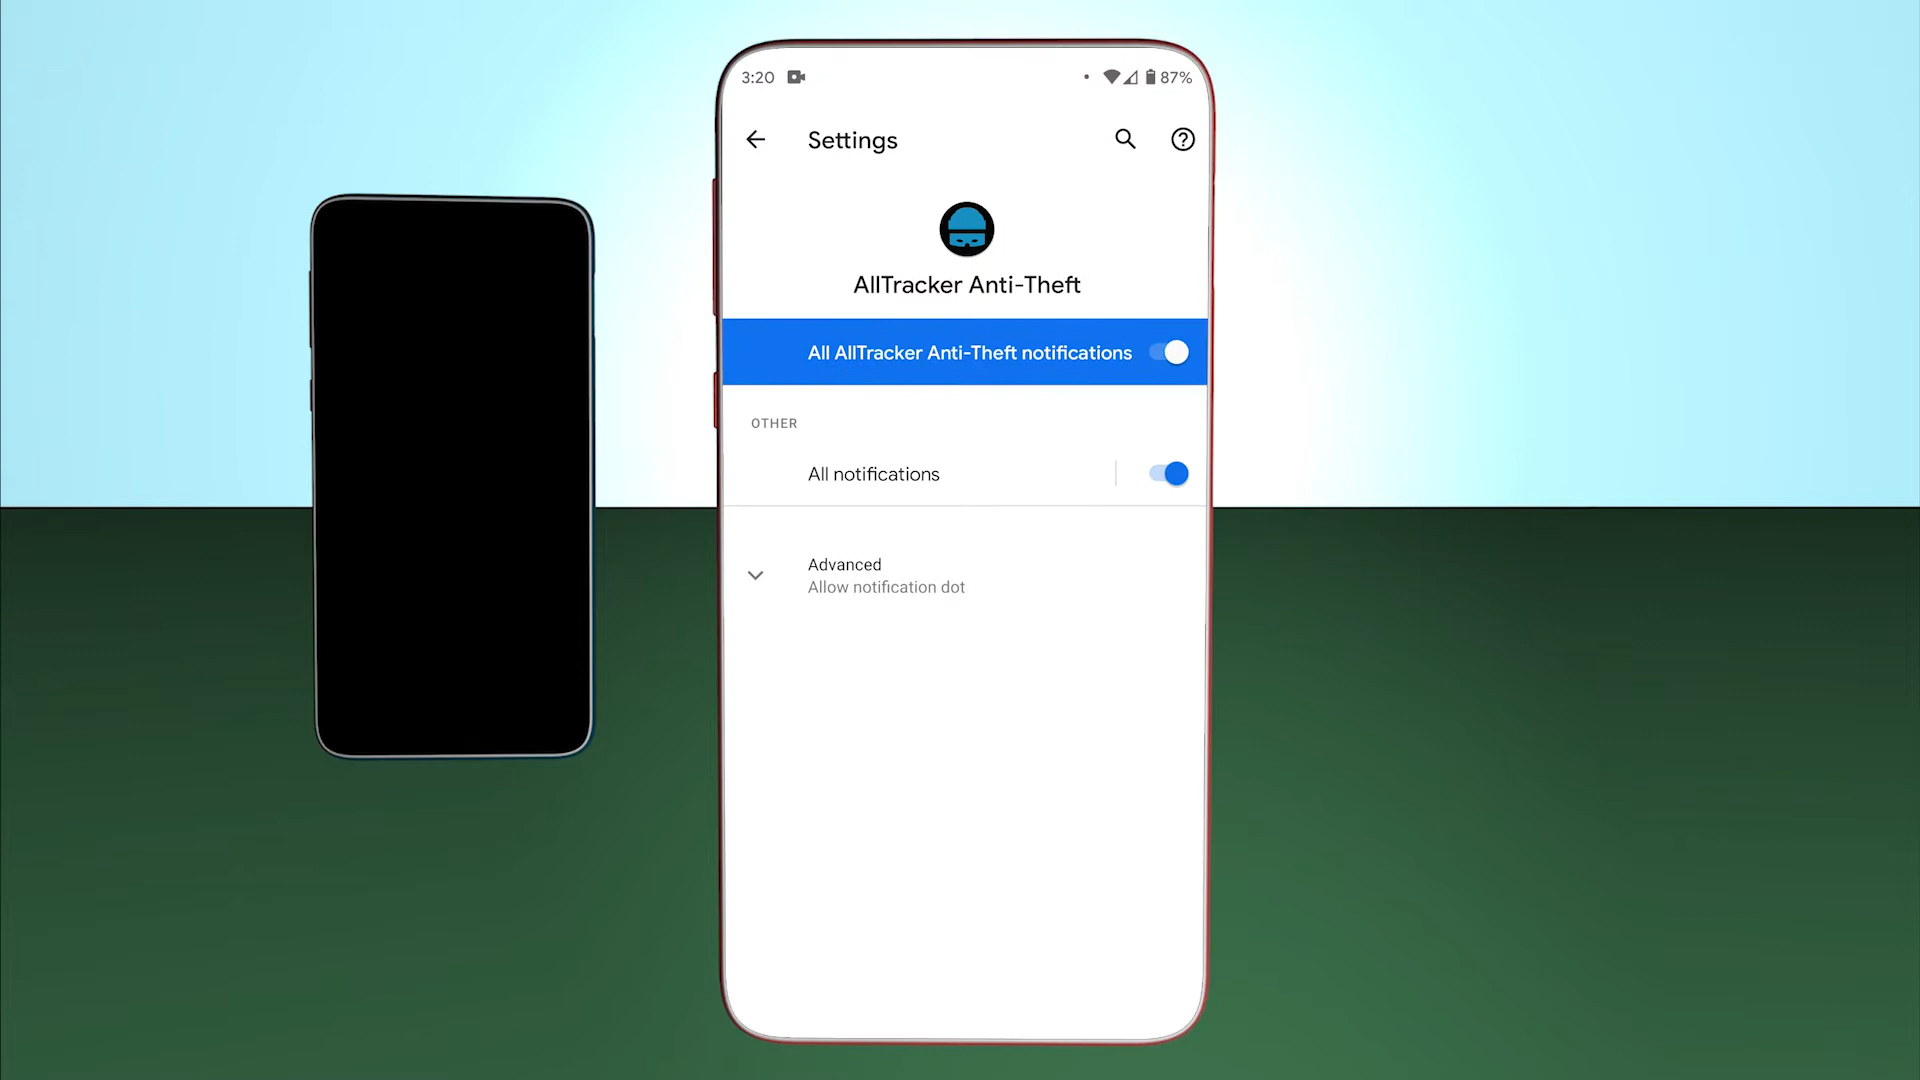 3:20
87%
Settings
AllTracker Anti-Theft
All AllTracker Anti-Theft notifications
OTHER
All notifications
Advanced
Allow notification dot